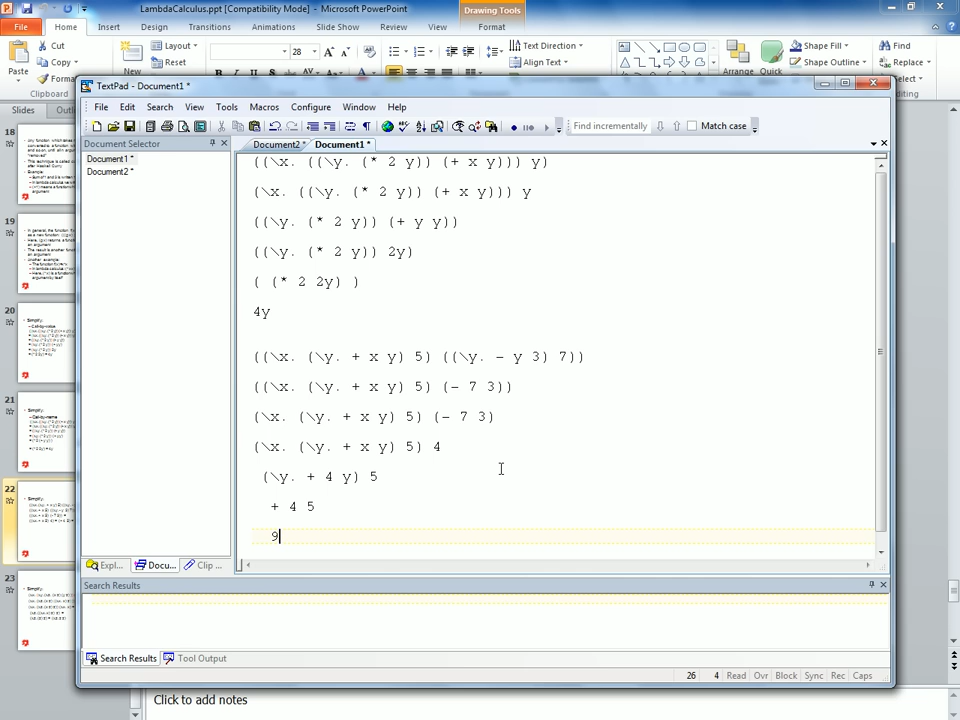 LambdaCalculus.ppt [Compatibility Mode] - Microsoft PowerPoint
Drawing Tools
File Home Insert Design Transitions Animations Slide Show Review View Format
Cut
Copy
Paste
Clipboard
New
Layout
Reset
28
Text Direction
Align Text
Arrange
Shape Fill
Shape Outline
Find
Replace
Slides
TextPad - Document1 *
File Edit Search View Tools Macros Configure Window Help
Find incrementally
Match case
Document Selector
Document1 *
Document2 *
Document2 * Document1 *
((\x. ((\y. (* 2 y)) (+ x y))) y)
(\x. ((\y. (* 2 y)) (+ x y))) y
((\y. (* 2 y)) (+ y y))
((\y. (* 2 y)) 2y)
( (* 2 2y) )
4y
((\x. (\y. + x y) 5) ((\y. - y 3) 7))
((\x. (\y. + x y) 5) (- 7 3))
(\x. (\y. + x y) 5) (- 7 3)
(\x. (\y. + x y) 5) 4
(\y. + 4 y) 5
+ 4 5
9
Expl... Docu... Clip ...
Search Results
Search Results Tool Output
26 4 Read Ovr Block Sync Rec Caps
18
19
20
21
22
23
Click to add notes